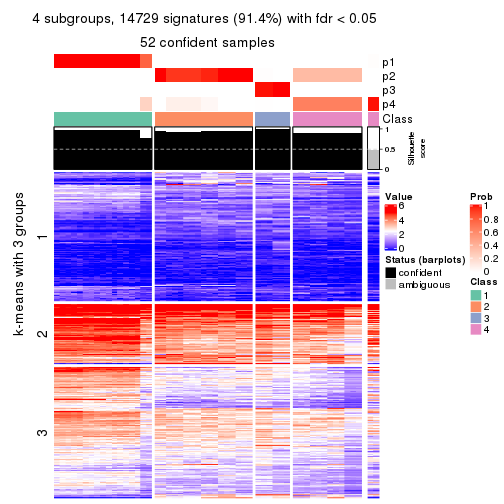 4 subgroups, 14729 signatures (91.4%) with fdr < 0.05
52 confident samples
p1
p2
p3
p4
Class
1
0.5
0
Silhouette
score
k-means with 3 groups
1
2
3
Value
6
4
2
0
Status (barplots)
confident
ambiguous
Prob
1
0.8
0.6
0.4
0.2
0
Class
1
2
3
4